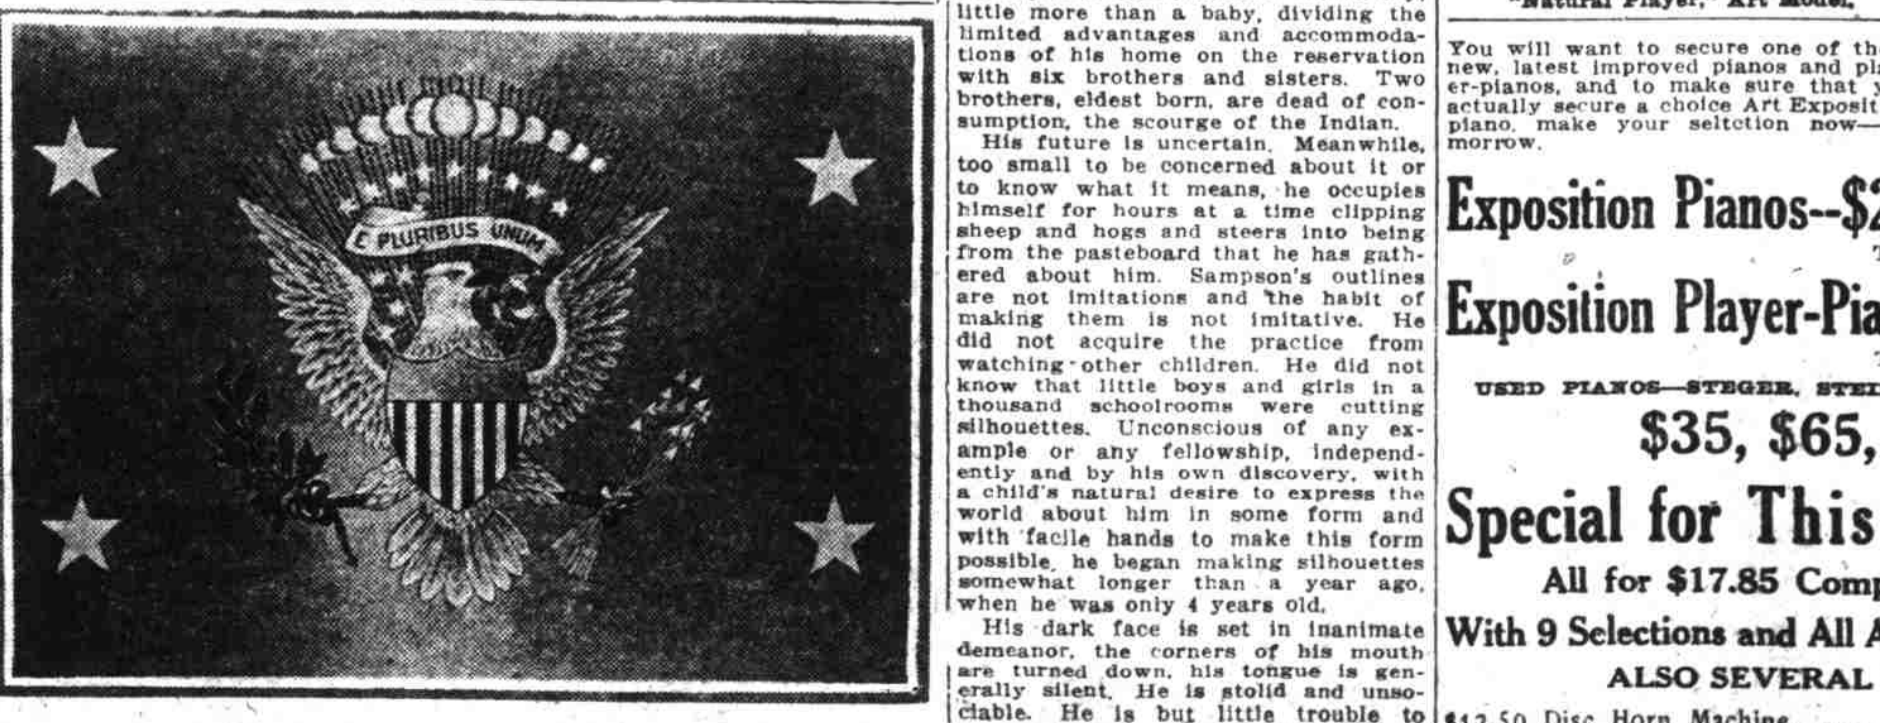 E PLURIBUS UNUM
little more than a baby, dividing the
limited advantages and accommoda-
tions of his home on the reservation
with six brothers and sisters. Two
brothers, eldest born, are dead of con-
sumption, the scourge of the Indian.
His future is uncertain. Meanwhile,
too small to be concerned about it or
to know what it means, he occupies
himself for hours at a time clipping
sheep and hogs and steers into being
from the pasteboard that he has gath-
ered about him. Sampson's outlines
are not imitations and the habit of
making them is not imitative. He
did not acquire the practice from
watching other children. He did not
know that little boys and girls in a
thousand schoolrooms were cutting
silhouettes. Unconscious of any ex-
ample or any fellowship, independ-
ently and by his own discovery, with
a child's natural desire to express the
world about him in some form and
with facile hands to make this form
possible, he began making silhouettes
somewhat longer than a year ago,
when he was only 4 years old.
His dark face is set in inanimate
demeanor, the corners of his mouth
are turned down, his tongue is gen-
erally silent. He is stolid and unso-
ciable. He is but little trouble to
"Natural Player," Art Model.
You will want to secure one of the
new, latest improved pianos and pl
er-pianos, and to make sure that y
actually secure a choice Art Exposit
piano, make your seltction now—
morrow.
Exposition Pianos--$2
Exposition Player-Pia
USED PIANOS—STEGER, STEI
$35, $65,
Special for This
All for $17.85 Comp
With 9 Selections and All A
ALSO SEVERAL
$12.50 Disc Horn Machine